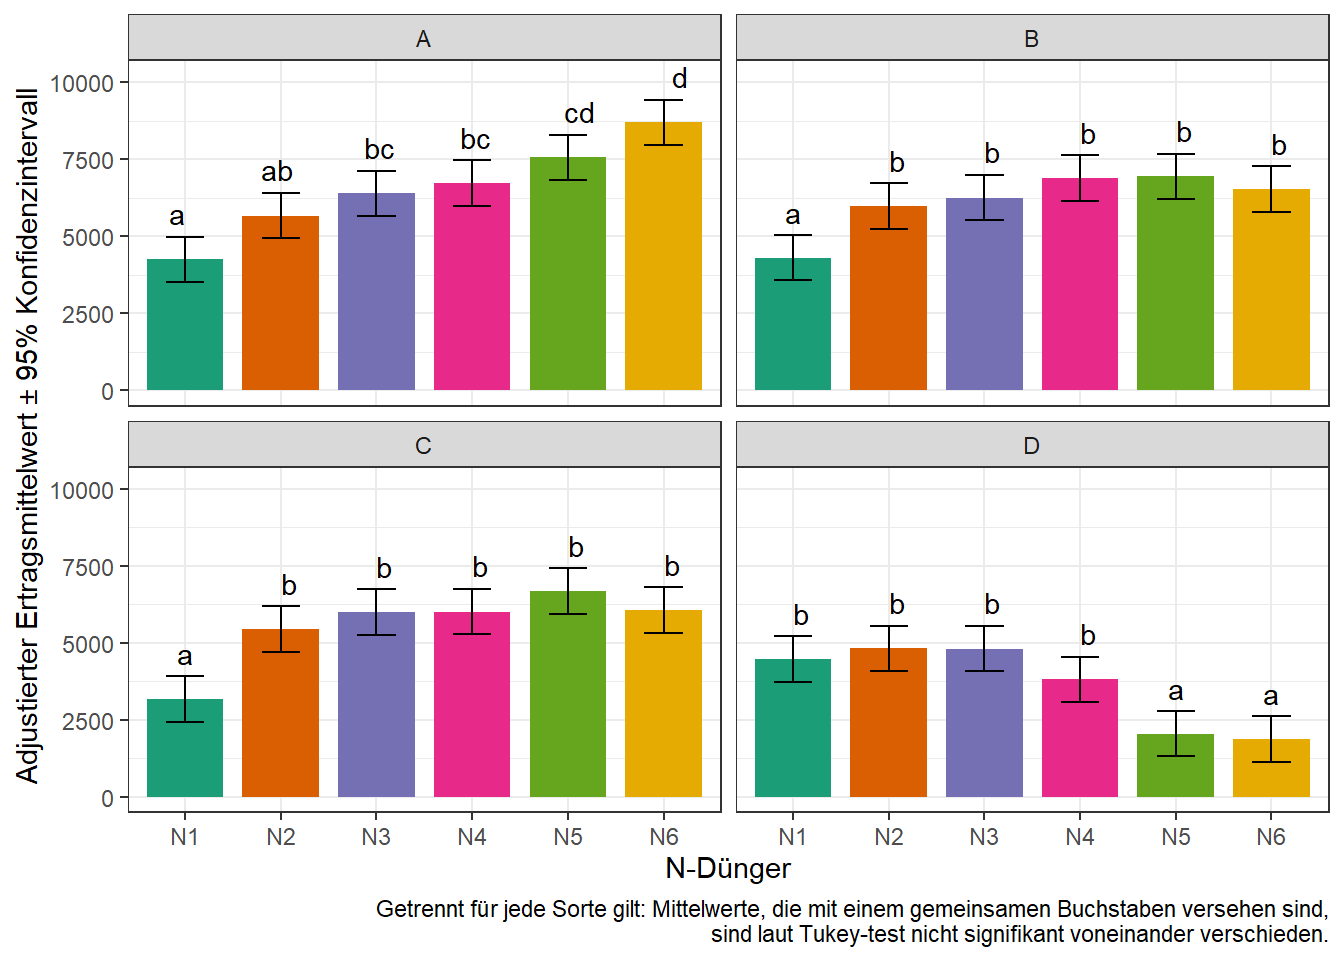 A
B
Adjustierter Ertragsmittelwert ± 95% Konfidenzintervall
10000
7500
5000
2500
0
a
ab
bc
bc
cd
d
a
b
b
b
b
b
C
D
10000
7500
5000
2500
0
a
b
b
b
b
b
b
b
b
b
a
a
N1 N2 N3 N4 N5 N6 N1 N2 N3 N4 N5 N6
N-Dünger
Getrennt für jede Sorte gilt: Mittelwerte, die mit einem gemeinsamen Buchstaben versehen sind,
sind laut Tukey-test nicht signifikant voneinander verschieden.